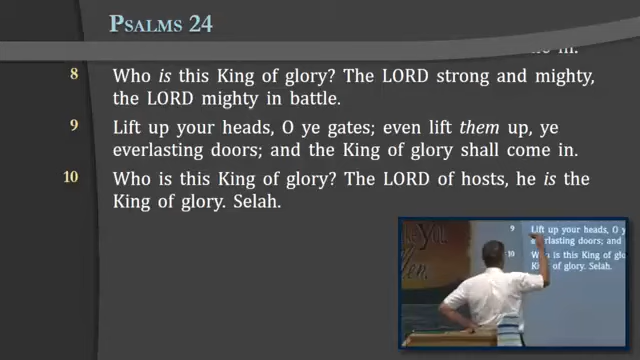 PSALMS 24
in.
8 Who is this King of glory? The LORD strong and mighty,
the LORD mighty in battle.
9 Lift up your heads, O ye gates; even lift them up, ye
everlasting doors; and the King of glory shall come in.
10 Who is this King of glory? The LORD of hosts, he is the
King of glory. Selah.
9 Lift up your heads, O y
everlasting doors; and
10 Who is this King of glo
King of glory. Selah.